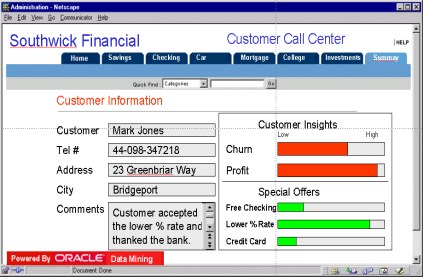 Administration - Netscape
File Edit View Go Communicator Help
Southwick Financial
Customer Call Center
HELP
Home Savings Checking Car Mortgage College Investments Summay
Quick Find : Categories Go
Customer Information
Customer Mark Jones
Tel # 44-098-347218
Address 23 Greenbriar Way
City Bridgeport
Comments Customer accepted
the lower % rate and
thanked the bank.
Customer Insights
Low High
Churn
Profit
Special Offers
Free Checking
Lower % Rate
Credit Card
Powered By ORACLE Data Mining
Document: Done